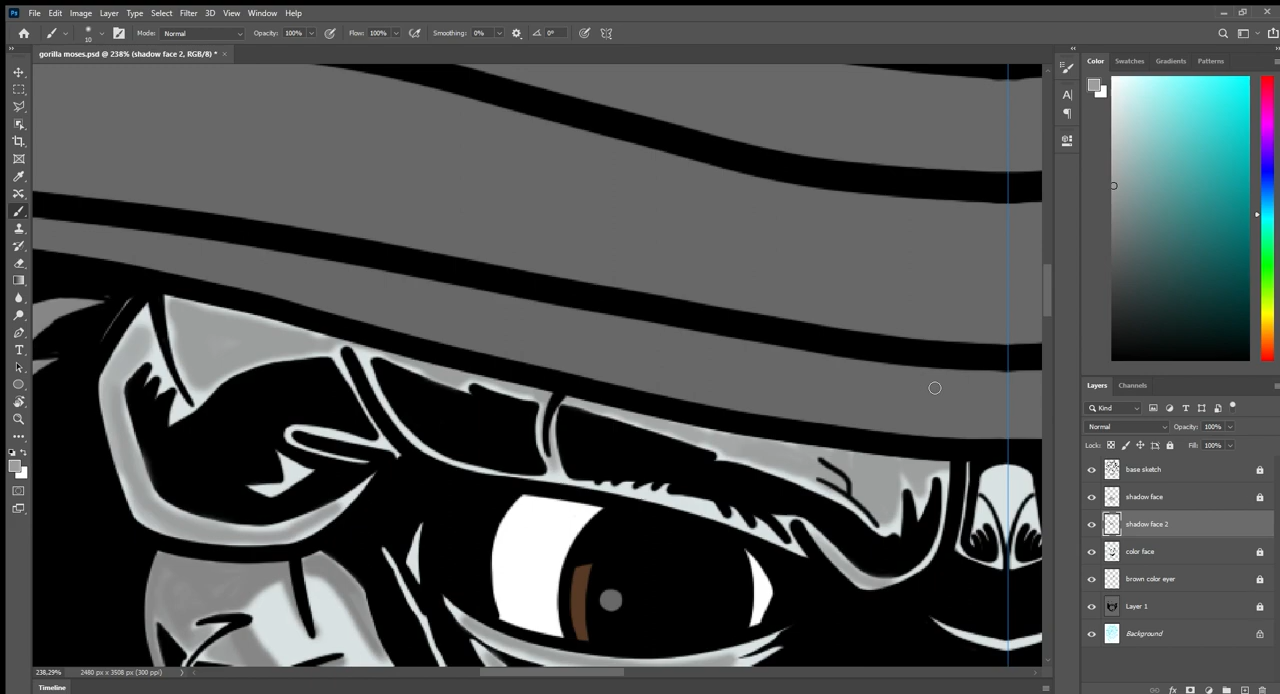 Ps File Edit Image Layer Type Select Filter 3D View Window Help
10 Mode: Normal Opacity: 100% Flow: 100% Smoothing: 0% 0°
gorilla moses.psd @ 238% (shadow face 2, RGB/8) * ×
Color Swatches Gradients Patterns
Layers Channels
Kind
Normal Opacity: 100%
Lock: Fill: 100%
base sketch
shadow face
shadow face 2
color face
brown color eyer
Layer 1
Background
238,29% 2480 px x 3508 px (300 ppi)
Timeline